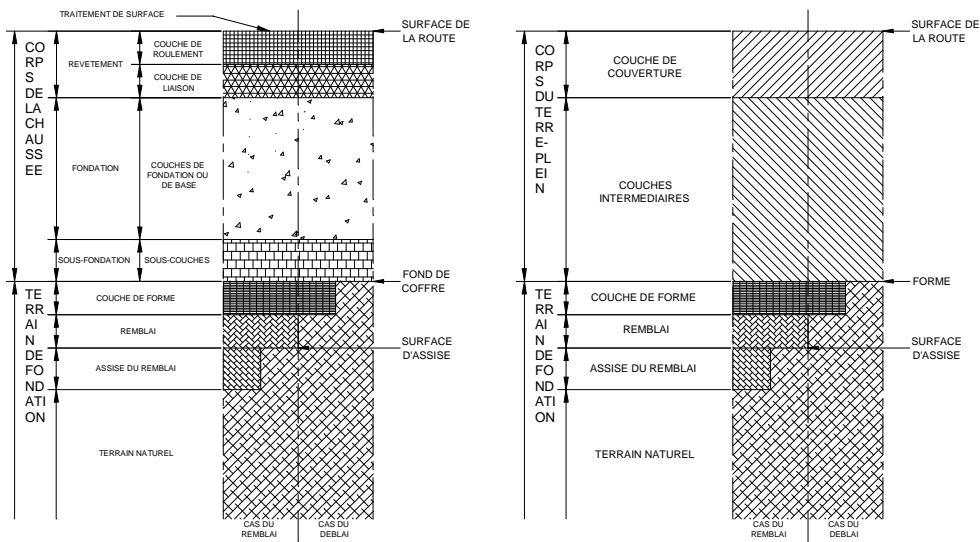 TRAITEMENT DE SURFACE
SURFACE DE
LA ROUTE
CO
RP
S
DE
LA
CH
AU
SS
EE
REVETEMENT
COUCHE DE
ROULEMENT
COUCHE DE
LIAISON
FONDATION
COUCHES DE
FONDATION OU
DE BASE
SOUS-FONDATION
SOUS-COUCHES
FOND DE
COFFRE
TE
RR
AI
N
DE
FO
ND
ATI
ON
COUCHE DE FORME
REMBLAI
SURFACE
D'ASSISE
ASSISE DU REMBLAI
TERRAIN NATUREL
CAS DU
REMBLAI
CAS DU
DEBLAI
SURFACE DE
LA ROUTE
CO
RP
S
DU
TE
RR
E-
PL
EI
N
COUCHE DE
COUVERTURE
COUCHES
INTERMEDIAIRES
FORME
TE
RR
AI
N
DE
FO
ND
ATI
ON
COUCHE DE FORME
REMBLAI
SURFACE
D'ASSISE
ASSISE DU REMBLAI
TERRAIN NATUREL
CAS DU
REMBLAI
CAS DU
DEBLAI